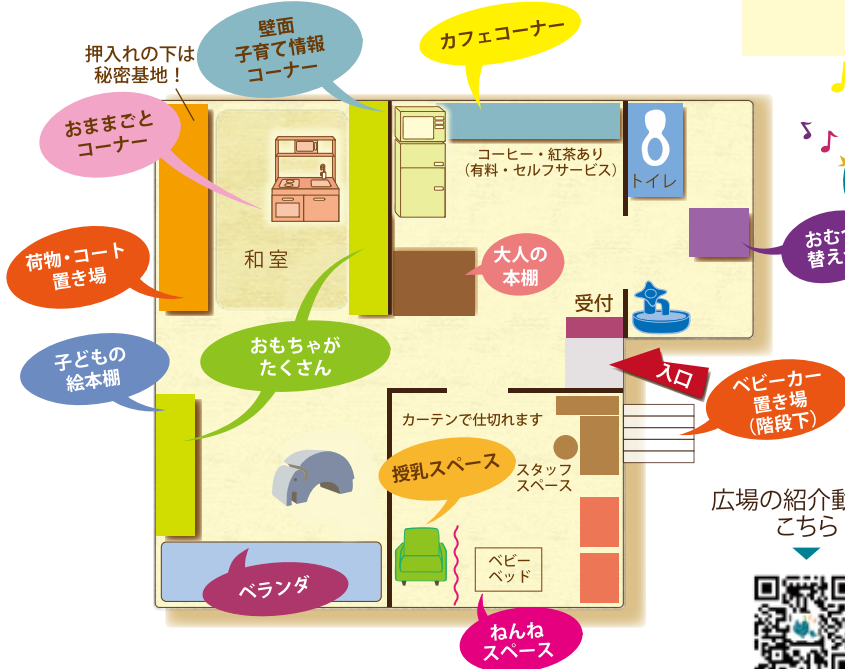 壁面
子育て情報
コーナー
カフェコーナー
押入れの下は
秘密基地！
おままごと
コーナー
コーヒー・紅茶あり
（有料・セルフサービス）
トイレ
おむつ
替え
和室
大人の
本棚
荷物・コート
置き場
受付
おもちゃが
たくさん
子どもの
絵本棚
入口
ベビーカー
置き場
（階段下）
カーテンで仕切れます
授乳スペース
スタッフ
スペース
広場の紹介動
こちら
ベビー
ベッド
ベランダ
ねんね
スペース